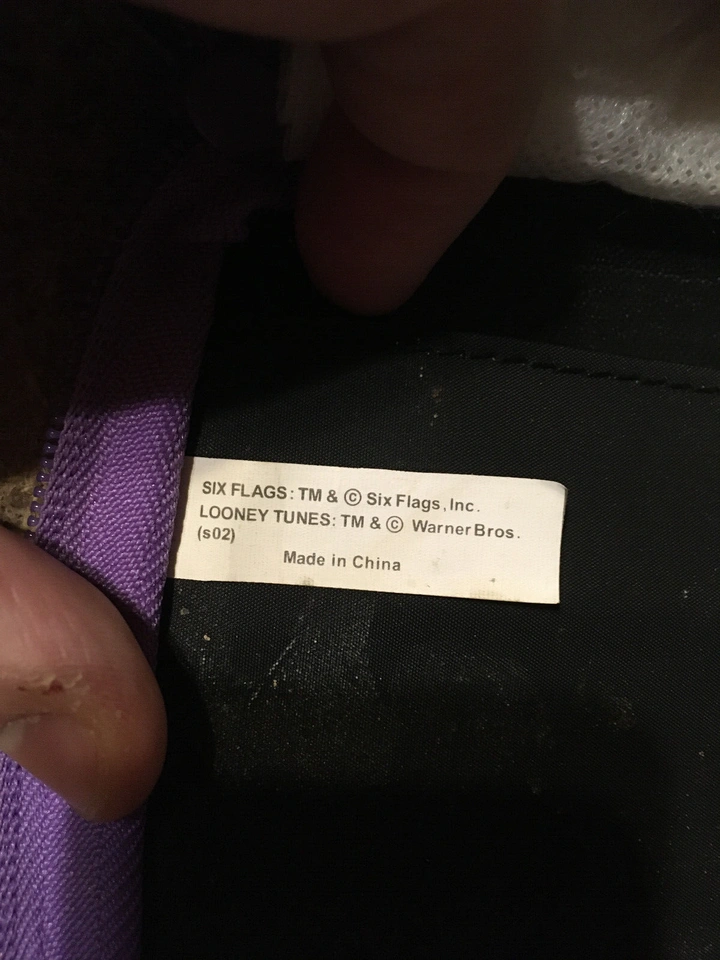 SIX FLAGS: TM & © Six Flags, Inc.
LOONEY TUNES: TM & © Warner Bros.
(s02)
Made in China